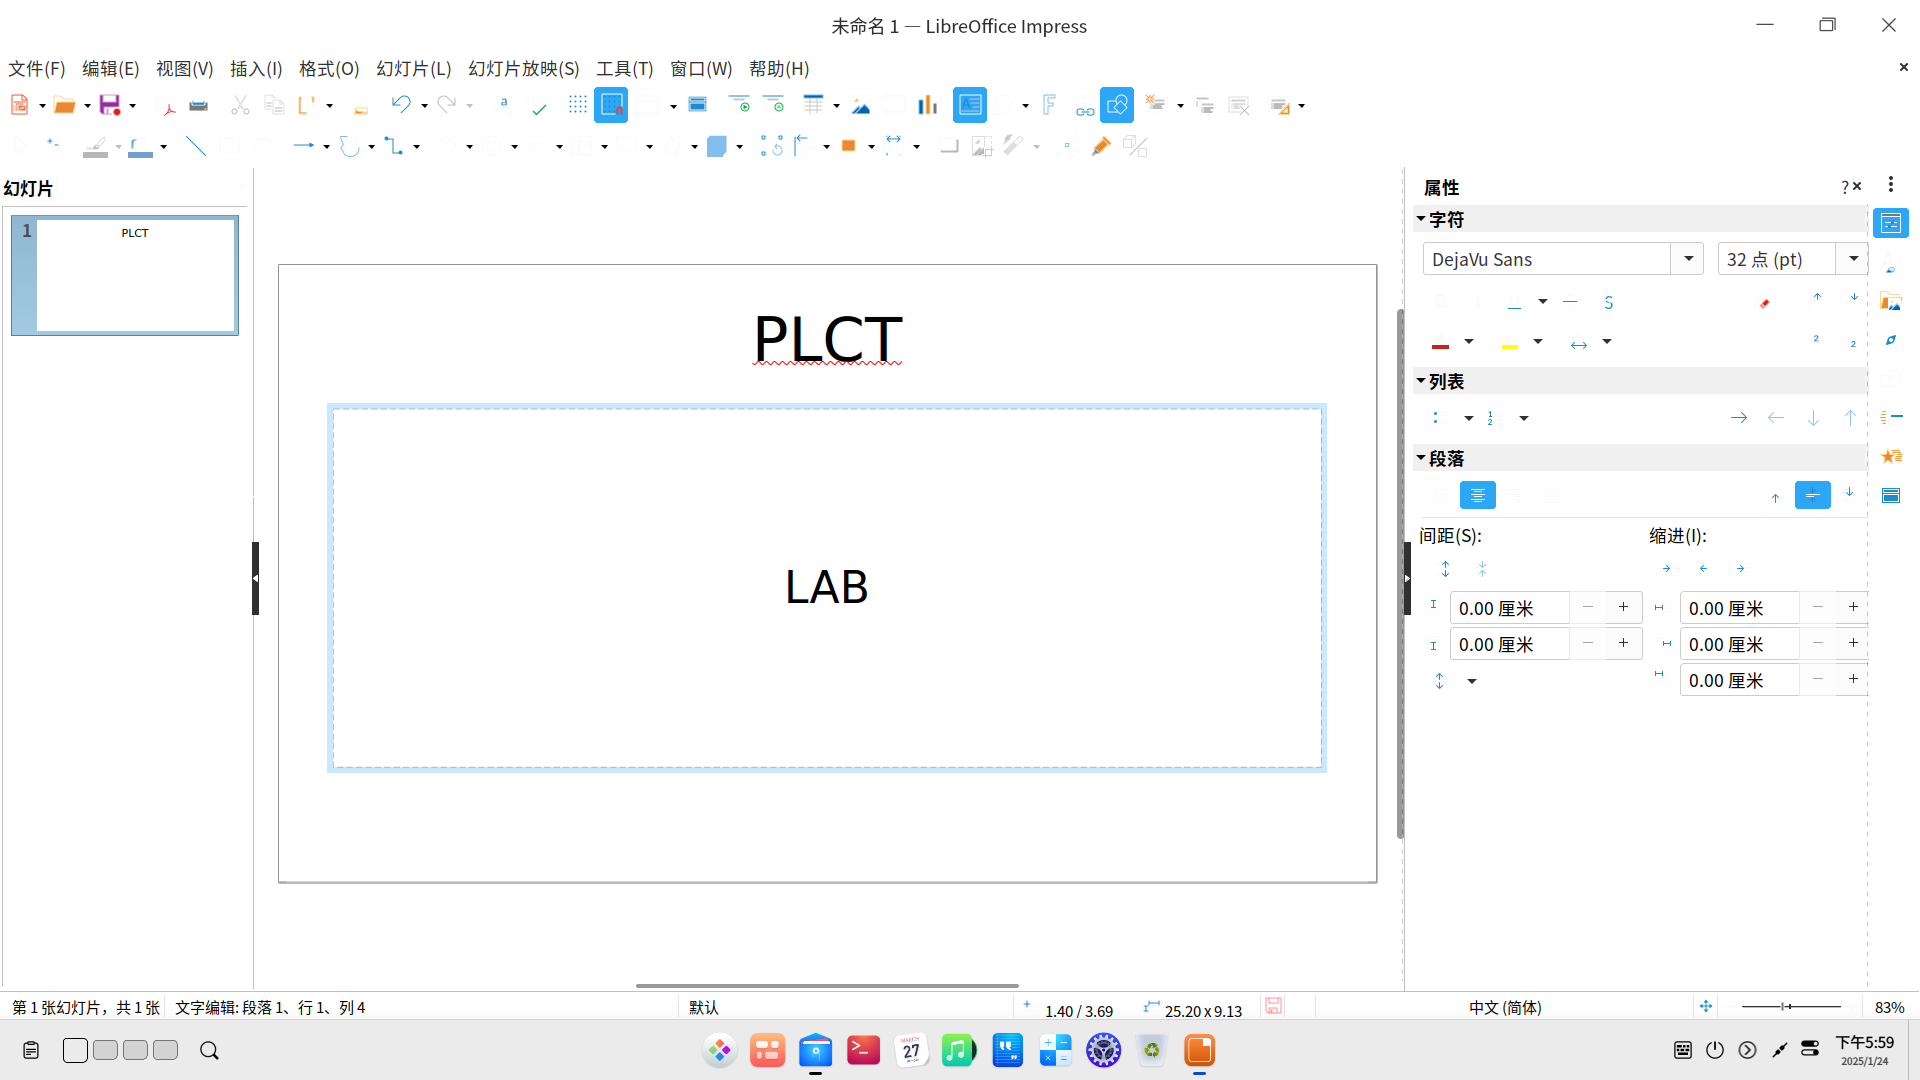 未命名 1 — LibreOffice Impress
文件(F) 编辑(E) 视图(V) 插入(I) 格式(O) 幻灯片(L) 幻灯片放映(S) 工具(T) 窗口(W) 帮助(H)
幻灯片
1
PLCT
PLCT
LAB
属性
字符
DejaVu Sans
32 点 (pt)
列表
段落
间距(S):
缩进(I):
0.00 厘米
0.00 厘米
0.00 厘米
0.00 厘米
0.00 厘米
第 1 张幻灯片，共 1 张
文字编辑: 段落 1、行 1、列 4
默认
1.40 / 3.69
25.20 x 9.13
中文 (简体)
83%
MARCH
27
下午5:59
2025/1/24